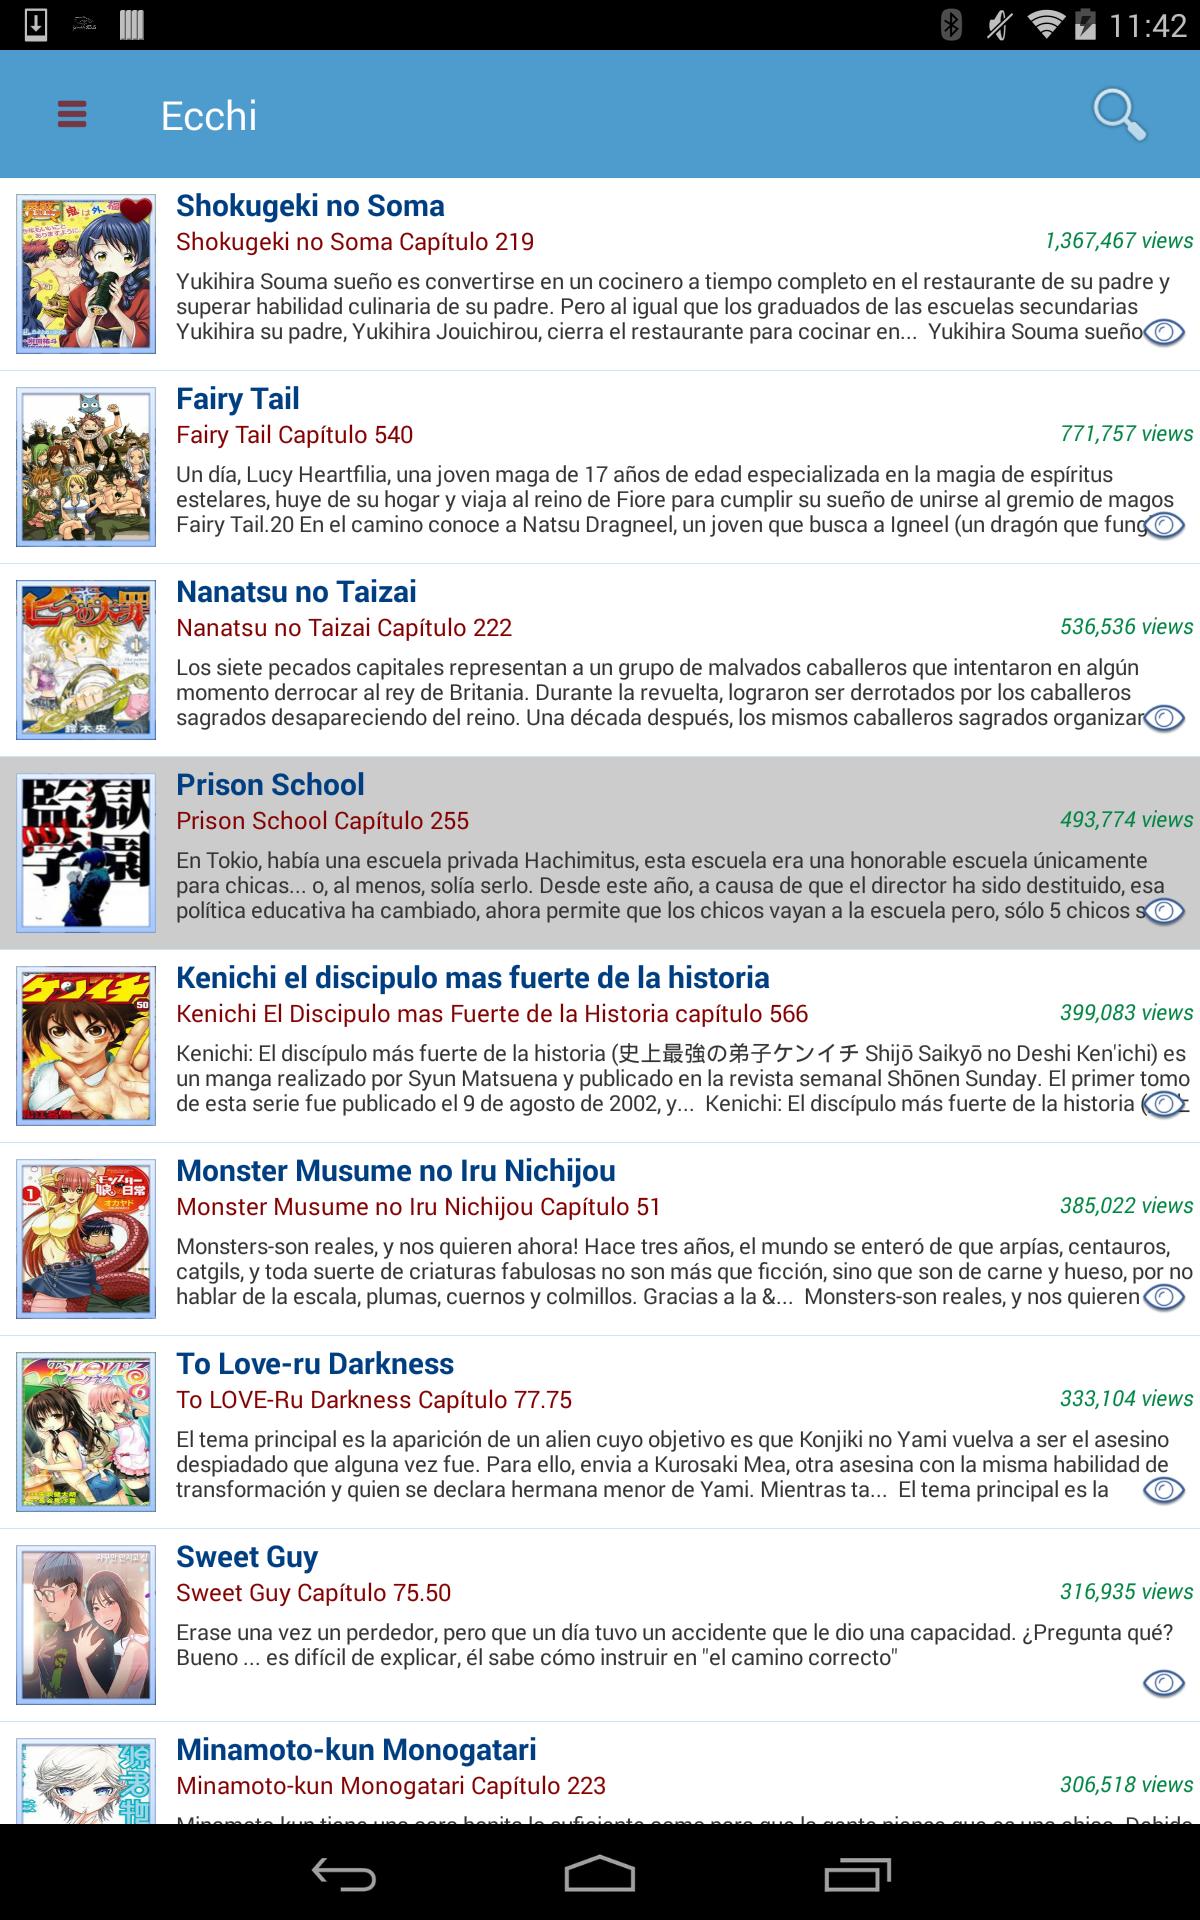 11:42
Ecchi
Shokugeki no Soma
Shokugeki no Soma Capítulo 219
1,367,467 views
Yukihira Souma sueño es convertirse en un cocinero a tiempo completo en el restaurante de su padre y
superar habilidad culinaria de su padre. Pero al igual que los graduados de las escuelas secundarias
Yukihira su padre, Yukihira Jouichirou, cierra el restaurante para cocinar en... Yukihira Souma sueño
Fairy Tail
Fairy Tail Capítulo 540
771,757 views
Un día, Lucy Heartfilia, una joven maga de 17 años de edad especializada en la magia de espíritus
estelares, huye de su hogar y viaja al reino de Fiore para cumplir su sueño de unirse al gremio de magos
Fairy Tail.20 En el camino conoce a Natsu Dragneel, un joven que busca a Igneel (un dragón que fung
Nanatsu no Taizai
Nanatsu no Taizai Capítulo 222
536,536 views
Los siete pecados capitales representan a un grupo de malvados caballeros que intentaron en algún
momento derrocar al rey de Britania. Durante la revuelta, lograron ser derrotados por los caballeros
sagrados desapareciendo del reino. Una década después, los mismos caballeros sagrados organizar
監獄
学園
001
Prison School
Prison School Capítulo 255
493,774 views
En Tokio, había una escuela privada Hachimitus, esta escuela era una honorable escuela únicamente
para chicas... o, al menos, solía serlo. Desde este año, a causa de que el director ha sido destituido, esa
política educativa ha cambiado, ahora permite que los chicos vayan a la escuela pero, sólo 5 chicos s
ケンイチ
50
Kenichi el discipulo mas fuerte de la historia
Kenichi El Discipulo mas Fuerte de la Historia capítulo 566
399,083 views
Kenichi: El discípulo más fuerte de la historia (史上最強の弟子ケンイチ Shijō Saikyō no Deshi Ken'ichi) es
un manga realizado por Syun Matsuena y publicado en la revista semanal Shōnen Sunday. El primer tomo
de esta serie fue publicado el 9 de agosto de 2002, y... Kenichi: El discípulo más fuerte de la historia (
Monster Musume no Iru Nichijou
Monster Musume no Iru Nichijou Capítulo 51
385,022 views
Monsters-son reales, y nos quieren ahora! Hace tres años, el mundo se enteró de que arpías, centauros,
catgils, y toda suerte de criaturas fabulosas no son más que ficción, sino que son de carne y hueso, por no
hablar de la escala, plumas, cuernos y colmillos. Gracias a la &... Monsters-son reales, y nos quieren
To Love-ru Darkness
To LOVE-Ru Darkness Capítulo 77.75
333,104 views
El tema principal es la aparición de un alien cuyo objetivo es que Konjiki no Yami vuelva a ser el asesino
despiadado que alguna vez fue. Para ello, envia a Kurosaki Mea, otra asesina con la misma habilidad de
transformación y quien se declara hermana menor de Yami. Mientras ta... El tema principal es la
Sweet Guy
Sweet Guy Capítulo 75.50
316,935 views
Erase una vez un perdedor, pero que un día tuvo un accidente que le dio una capacidad. ¿Pregunta qué?
Bueno ... es difícil de explicar, él sabe cómo instruir en "el camino correcto"
Minamoto-kun Monogatari
Minamoto-kun Monogatari Capítulo 223
306,518 views